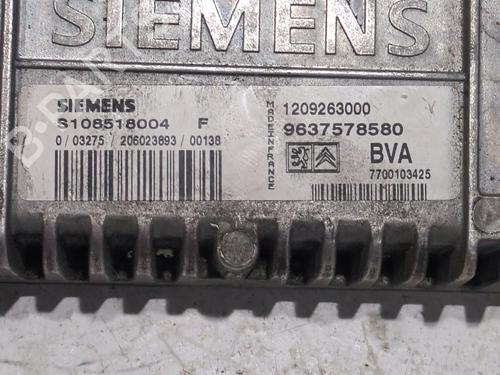 SIEMENS
SIEMENS
S108518004 F
0 / 03275 / 206023893 / 00138
MADE IN FRANCE
1209263000
9637578580
BVA
7700103425